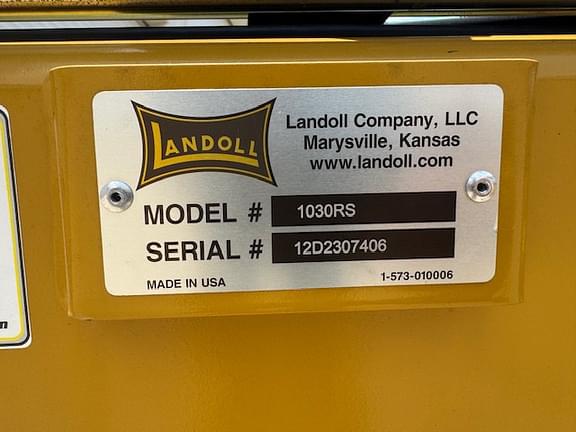 LANDOLL
Landoll Company, LLC
Marysville, Kansas
www.landoll.com
MODEL # 1030RS
SERIAL # 12D2307406
MADE IN USA 1-573-010006